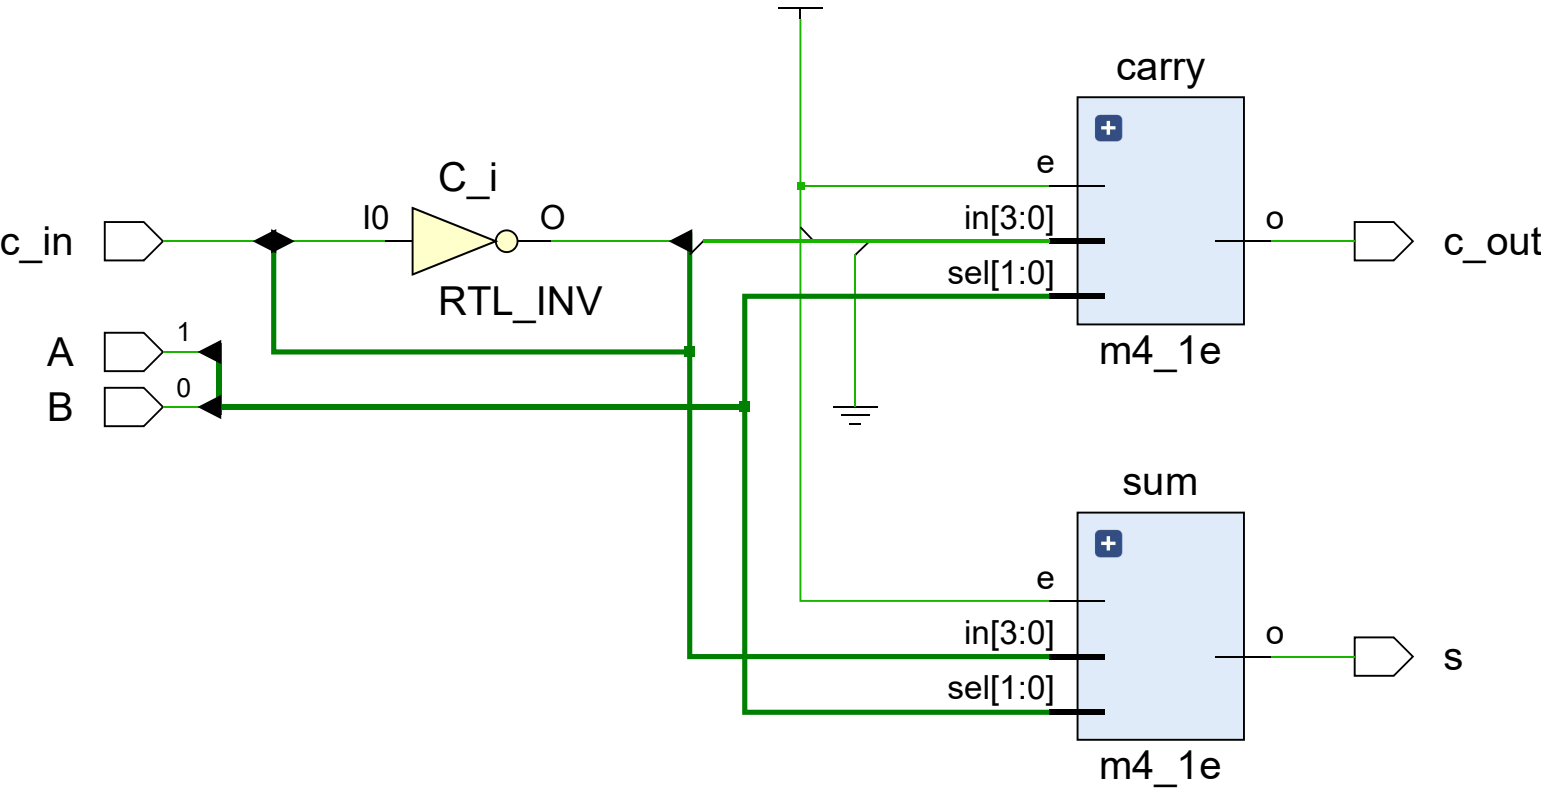 carry
e
C_i
c_in
I0
O
in[3:0]
o
c_out
sel[1:0]
RTL_INV
A
1
m4_1e
B
0
sum
e
in[3:0]
o
s
sel[1:0]
m4_1e